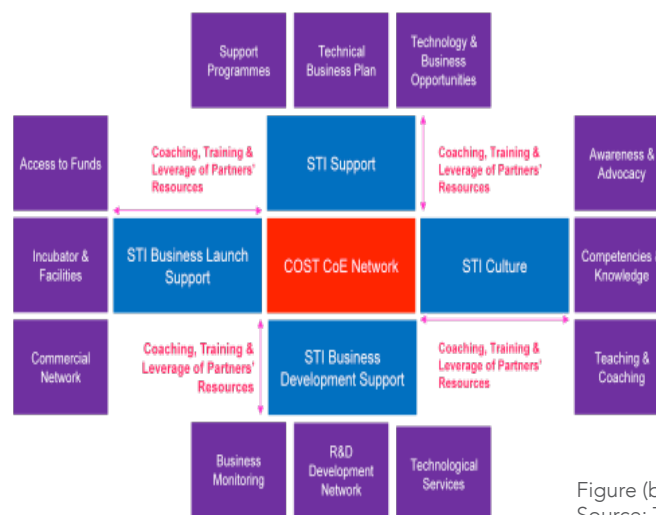 Support
Programmes
Technical
Business Plan
Technology &
Business
Opportunities
Access to Funds
Coaching, Training &
Leverage of Partners'
Resources
STI Support
Coaching, Training &
Leverage of Partners'
Resources
Awareness &
Advocacy
Incubator &
Facilities
STI Business Launch
Support
COST CoE Network
STI Culture
Competencies &
Knowledge
Commercial
Network
Coaching, Training &
Leverage of Partners'
Resources
STI Business
Development Support
Coaching, Training &
Leverage of Partners'
Resources
Teaching &
Coaching
Business
Monitoring
R&D
Development
Network
Technological
Services
Figure (b
Source: